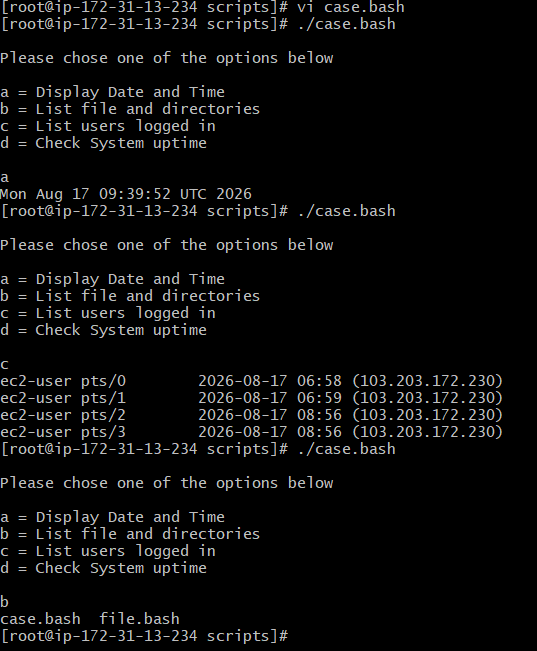 [root@ip-172-31-13-234 scripts]# vi case.bash
[root@ip-172-31-13-234 scripts]# ./case.bash
Please chose one of the options below
a = Display Date and Time
b = List file and directories
c = List users logged in
d = Check System uptime
a
Mon Aug 17 09:39:52 UTC 2026
[root@ip-172-31-13-234 scripts]# ./case.bash
Please chose one of the options below
a = Display Date and Time
b = List file and directories
c = List users logged in
d = Check System uptime
c
ec2-user pts/0        2026-08-17 06:58 (103.203.172.230)
ec2-user pts/1        2026-08-17 06:59 (103.203.172.230)
ec2-user pts/2        2026-08-17 08:56 (103.203.172.230)
ec2-user pts/3        2026-08-17 08:56 (103.203.172.230)
[root@ip-172-31-13-234 scripts]# ./case.bash
Please chose one of the options below
a = Display Date and Time
b = List file and directories
c = List users logged in
d = Check System uptime
b
case.bash  file.bash
[root@ip-172-31-13-234 scripts]#